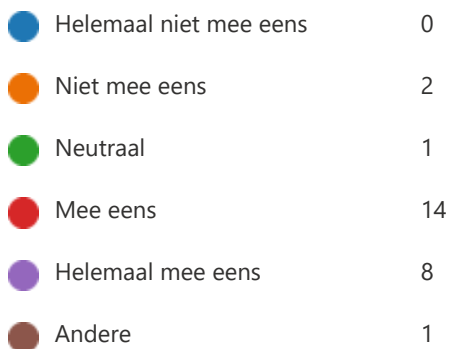 Helemaal niet mee eens 0
Niet mee eens 2
Neutraal 1
Mee eens 14
Helemaal mee eens 8
Andere 1